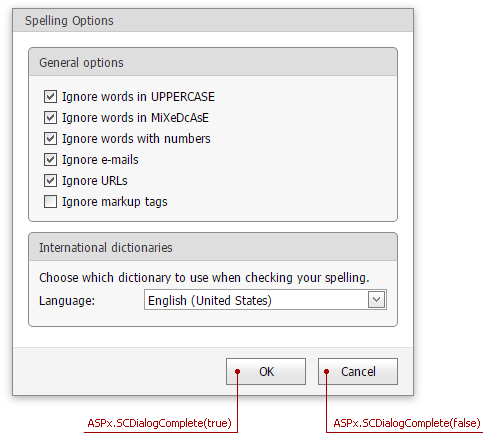 Spelling Options
General options
Ignore words in UPPERCASE
Ignore words in MiXeDcAsE
Ignore words with numbers
Ignore e-mails
Ignore URLs
Ignore markup tags
International dictionaries
Choose which dictionary to use when checking your spelling.
Language: English (United States)
OK Cancel
ASPx.SCDialogComplete(true) ASPx.SCDialogComplete(false)